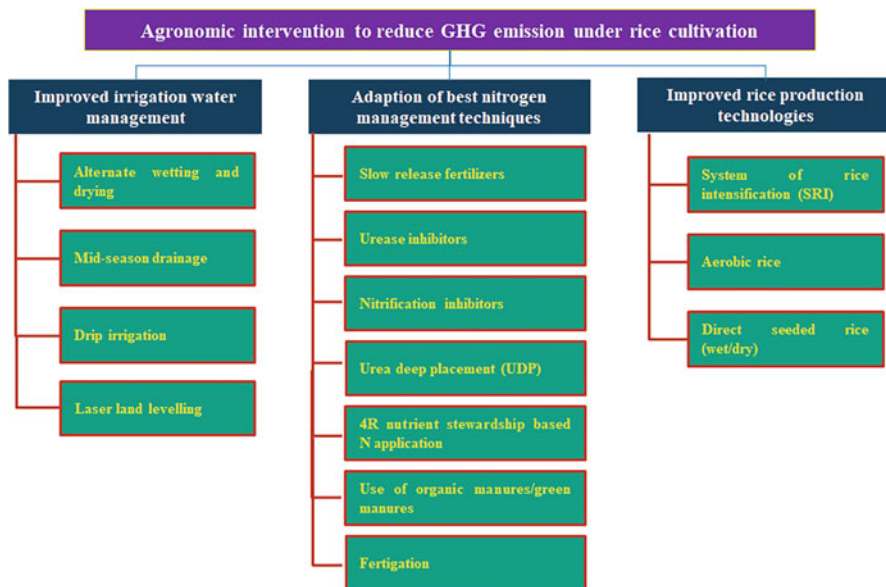 Agronomic intervention to reduce GHG emission under rice cultivation
Improved irrigation water
management
Alternate wetting and
drying
Mid-season drainage
Drip irrigation
Laser land levelling
Adaption of best nitrogen
management techniques
Slow release fertilizers
Urease inhibitors
Nitrification inhibitors
Urea deep placement (UDP)
4R nutrient stewardship based
N application
Use of organic manures/green
manures
Fertigation
Improved rice production
technologies
System of rice
intensification (SRI)
Aerobic rice
Direct seeded rice
(wet/dry)